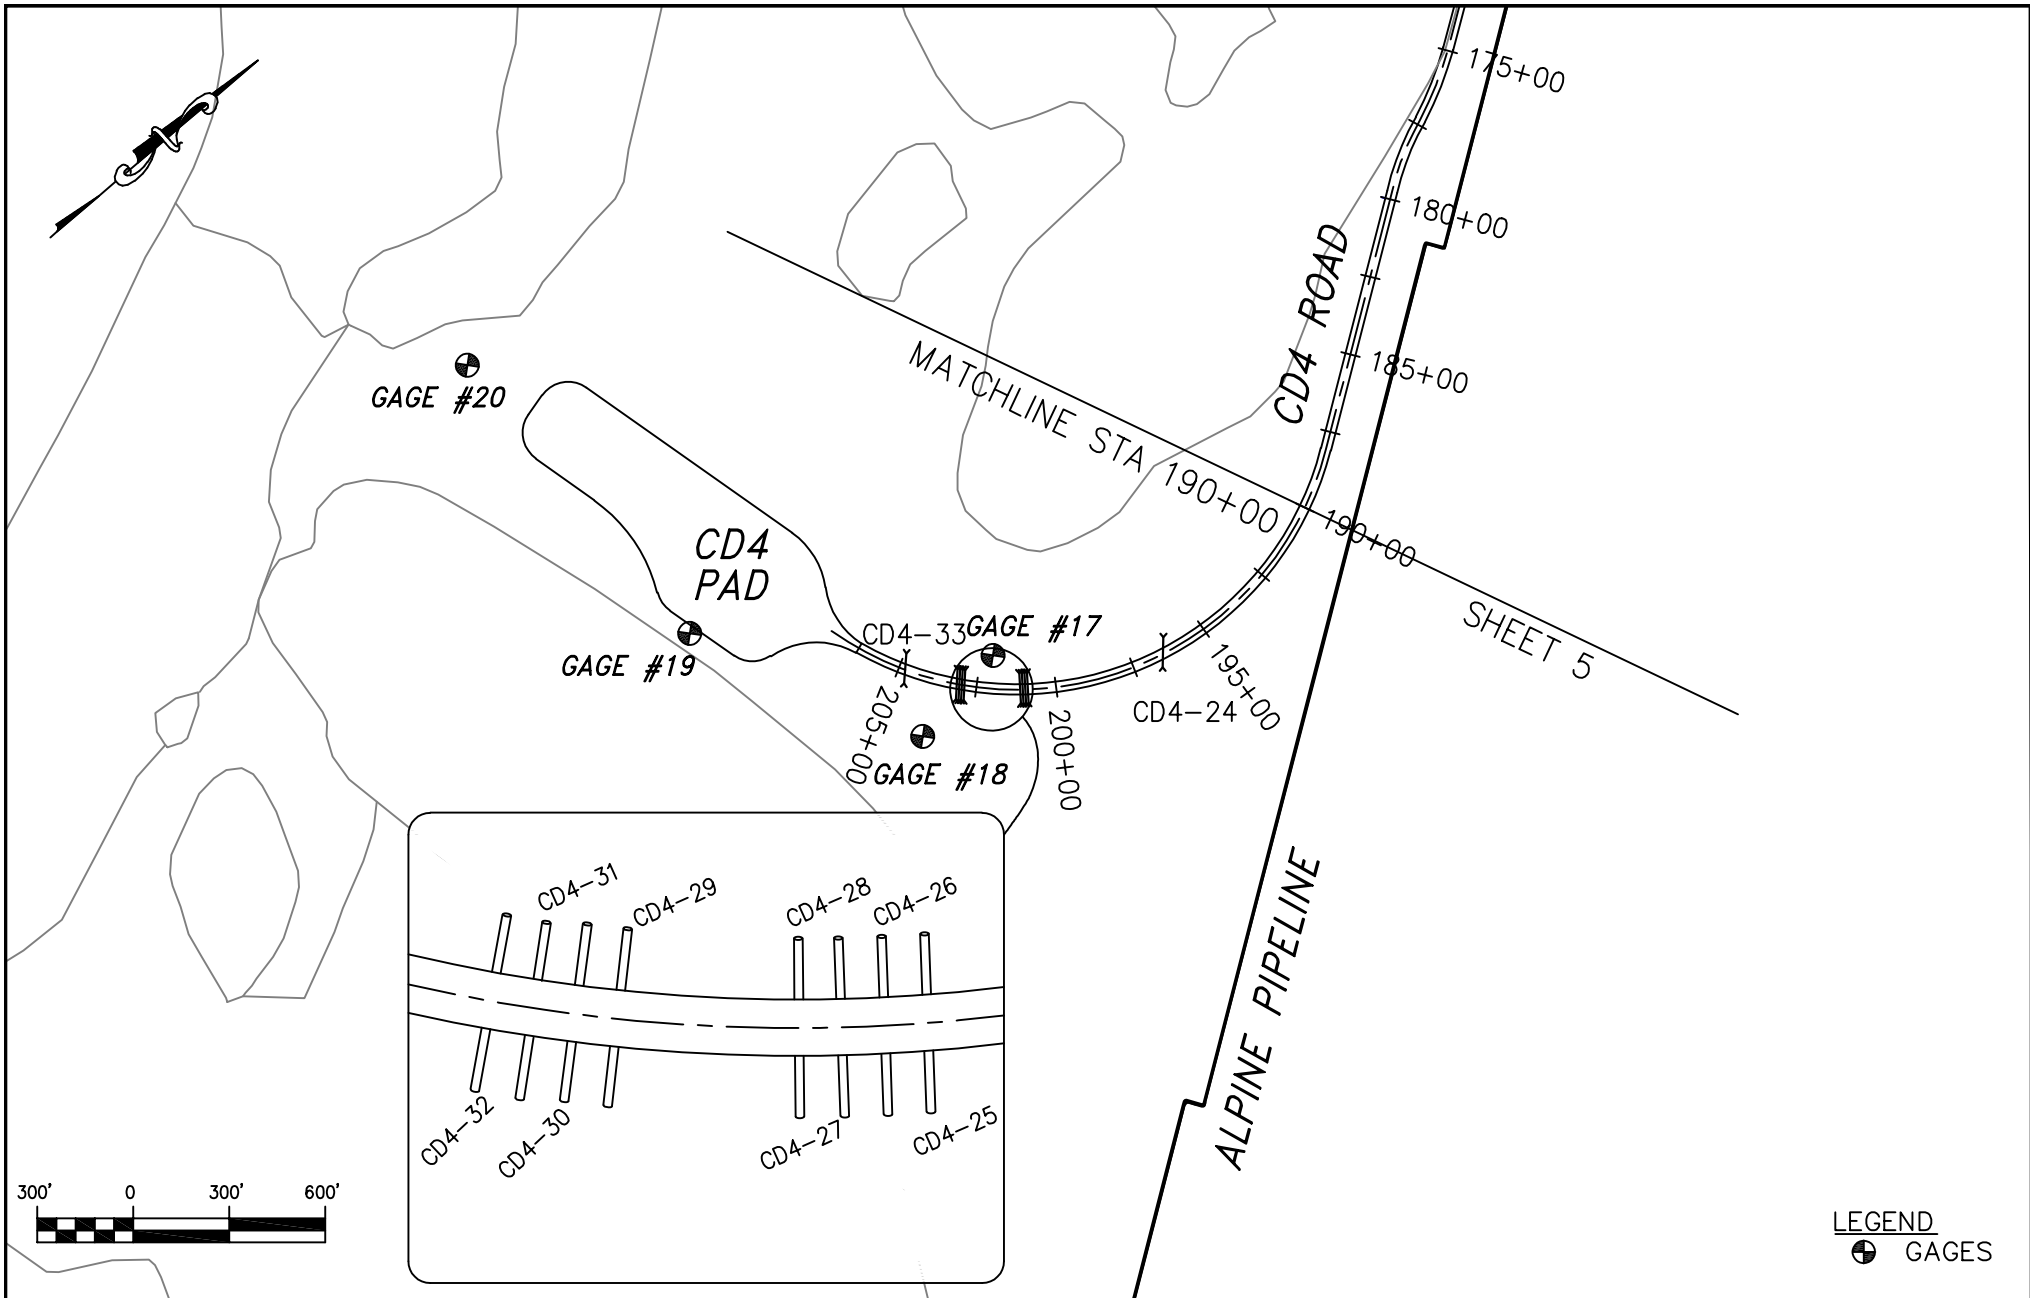 175+00
180+00
CD4 ROAD
185+00
MATCHLINE STA 190+00
190+00
SHEET 5
GAGE #20
CD4
PAD
CD4-33
GAGE #17
GAGE #19
195+00
CD4-24
205+00
200+00
GAGE #18
CD4-31
CD4-29
CD4-28
CD4-26
CD4-32
CD4-30
CD4-27
CD4-25
ALPINE PIPELINE
300' 0 300' 600'
LEGEND
GAGES